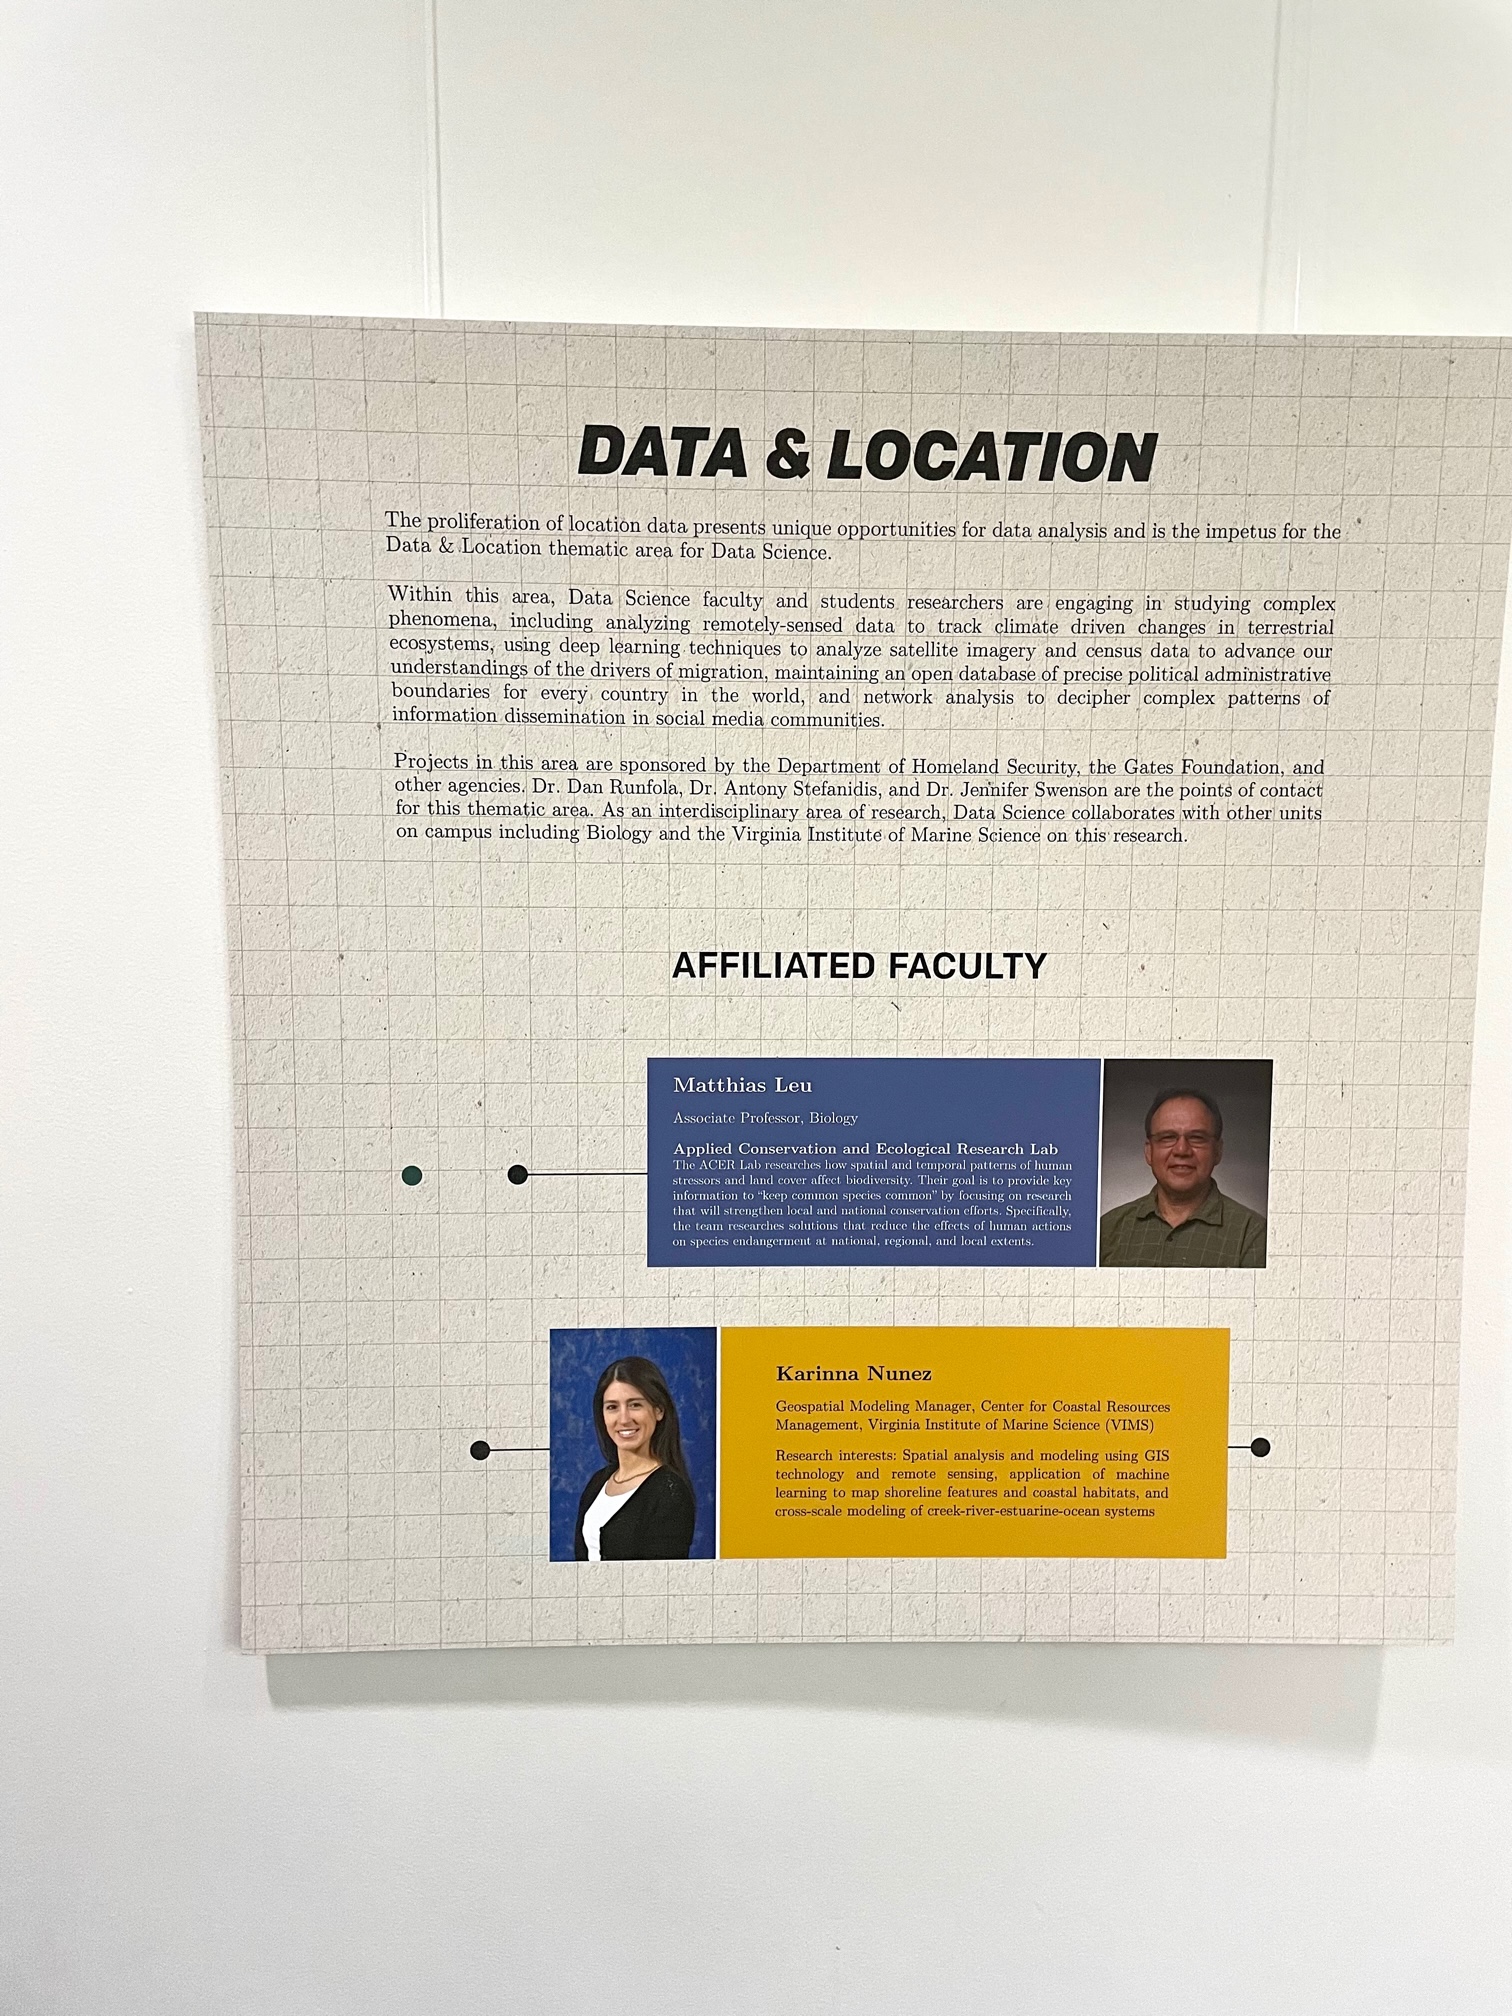 DATA & LOCATION
The proliferation of location data presents unique opportunities for data analysis and is the impetus for the
Data & Location thematic area for Data Science.
Within this area, Data Science faculty and students researchers are engaging in studying complex
phenomena, including analyzing remotely-sensed data to track climate driven changes in terrestrial
ecosystems, using deep learning techniques to analyze satellite imagery and census data to advance our
understandings of the drivers of migration, maintaining an open database of precise political administrative
boundaries for every country in the world, and network analysis to decipher complex patterns of
information dissemination in social media communities.
Projects in this area are sponsored by the Department of Homeland Security, the Gates Foundation, and
other agencies. Dr. Dan Runfola, Dr. Antony Stefanidis, and Dr. Jennifer Swenson are the points of contact
for this thematic area. As an interdisciplinary area of research, Data Science collaborates with other units
on campus including Biology and the Virginia Institute of Marine Science on this research.
AFFILIATED FACULTY
Matthias Leu
Associate Professor, Biology
Applied Conservation and Ecological Research Lab
The ACER Lab researches how spatial and temporal patterns of human
stressors and land cover affect biodiversity. Their goal is to provide key
information to “keep common species common” by focusing on research
that will strengthen local and national conservation efforts. Specifically,
the team researches solutions that reduce the effects of human actions
on species endangerment at national, regional, and local extents.
Karinna Nunez
Geospatial Modeling Manager, Center for Coastal Resources
Management, Virginia Institute of Marine Science (VIMS)
Research interests: Spatial analysis and modeling using GIS
technology and remote sensing, application of machine
learning to map shoreline features and coastal habitats, and
cross-scale modeling of creek-river-estuarine-ocean systems